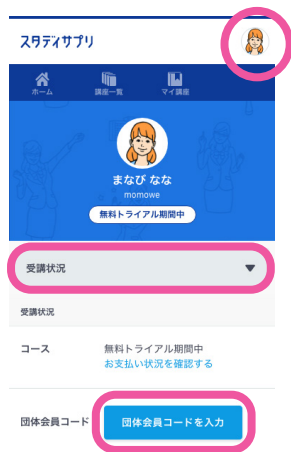 スタディサプリ
ホーム 講座一覧 マイ講座
まなび なな
momowe
無料トライアル期間中
受講状況 ▼
受講状況
コース 無料トライアル期間中
お支払い状況を確認する
団体会員コード 団体会員コードを入力